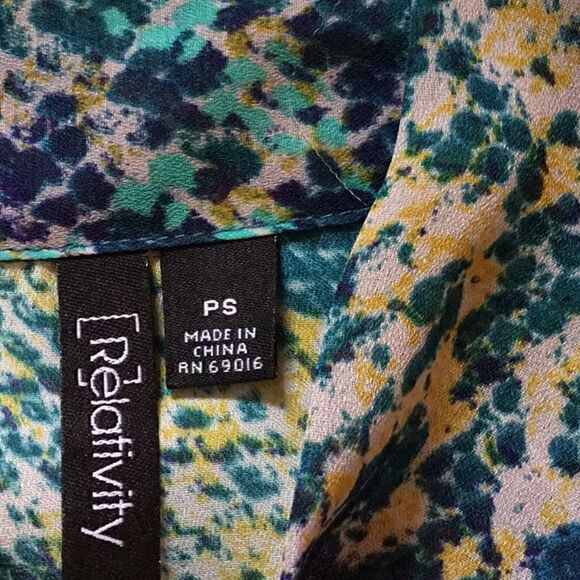 [Relativity
PS
MADE IN
CHINA
RN 69016